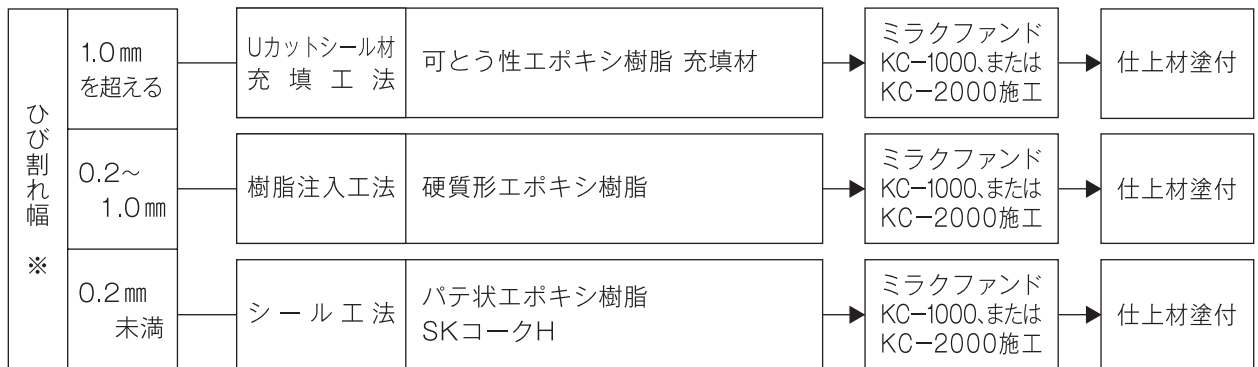 ひび割れ幅 ※
1.0㎜
を超える
Uカットシール材
充填工法
可とう性エポキシ樹脂 充填材
ミラクファンド
KC-1000、または
KC-2000施工
仕上材塗付
0.2~
1.0㎜
樹脂注入工法
硬質形エポキシ樹脂
ミラクファンド
KC-1000、または
KC-2000施工
仕上材塗付
0.2㎜
未満
シール工法
パテ状エポキシ樹脂
SKコークH
ミラクファンド
KC-1000、または
KC-2000施工
仕上材塗付